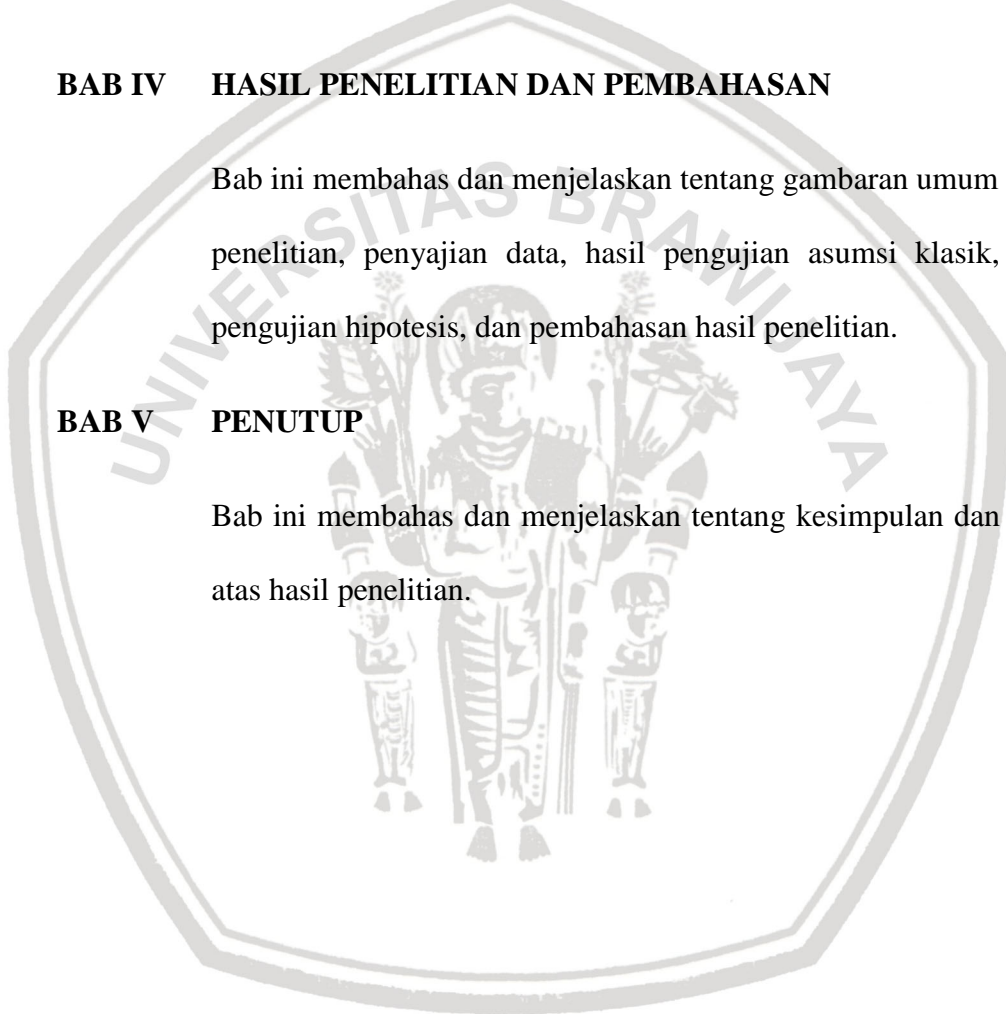 BAB IV HASIL PENELITIAN DAN PEMBAHASAN
Bab ini membahas dan menjelaskan tentang gambaran umum
penelitian, penyajian data, hasil pengujian asumsi klasik,
pengujian hipotesis, dan pembahasan hasil penelitian.
BAB V PENUTUP
Bab ini membahas dan menjelaskan tentang kesimpulan dan
atas hasil penelitian.
UNIVERSITAS BRAWIJAYA